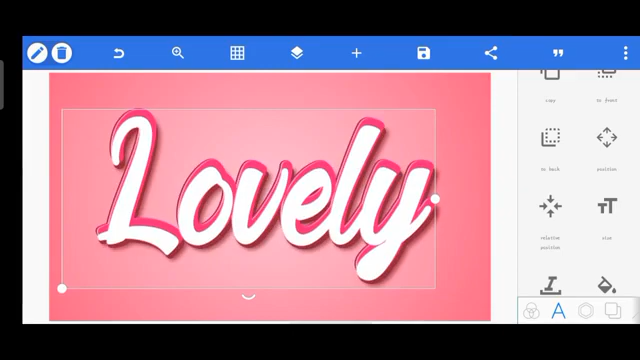 Lovely
copy
to front
to back
position
relative
position
size
A